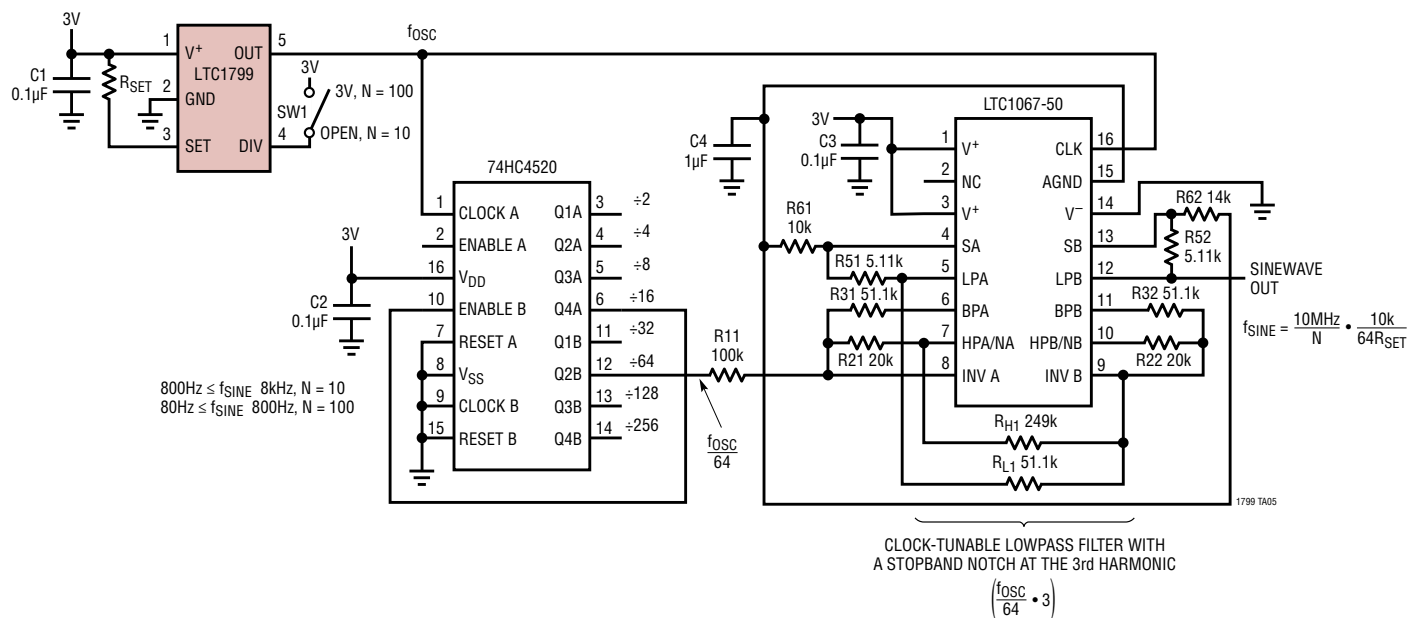 3V
C1
0.1µF
RSET
1
V+
OUT
5
LTC1799
2
GND
3
SET
DIV
4
fOSC
3V
3V, N = 100
SW1
OPEN, N = 10
74HC4520
1
CLOCK A
Q1A
3
÷2
2
ENABLE A
Q2A
4
÷4
3V
16
VDD
Q3A
5
÷8
10
ENABLE B
Q4A
6
÷16
C2
0.1µF
7
RESET A
Q1B
11
÷32
8
VSS
Q2B
12
÷64
9
CLOCK B
Q3B
13
÷128
15
RESET B
Q4B
14
÷256
800Hz ≤ fSINE 8kHz, N = 10
80Hz ≤ fSINE 800Hz, N = 100
R11
100k
fOSC
64
C4
1µF
3V
C3
0.1µF
R61
10k
R51 5.11k
R31 51.1k
R21 20k
LTC1067-50
1
V+
CLK
16
2
NC
AGND
15
3
V+
V−
14
4
SA
SB
13
5
LPA
LPB
12
6
BPA
BPB
11
7
HPA/NA
HPB/NB
10
8
INV A
INV B
9
R62 14k
R52
5.11k
SINEWAVE
OUT
R32 51.1k
R22 20k
fSINE = 10MHz/N • 10k/64RSET
RH1 249k
RL1 51.1k
1799 TA05
CLOCK-TUNABLE LOWPASS FILTER WITH
A STOPBAND NOTCH AT THE 3rd HARMONIC
(fOSC/64 • 3)